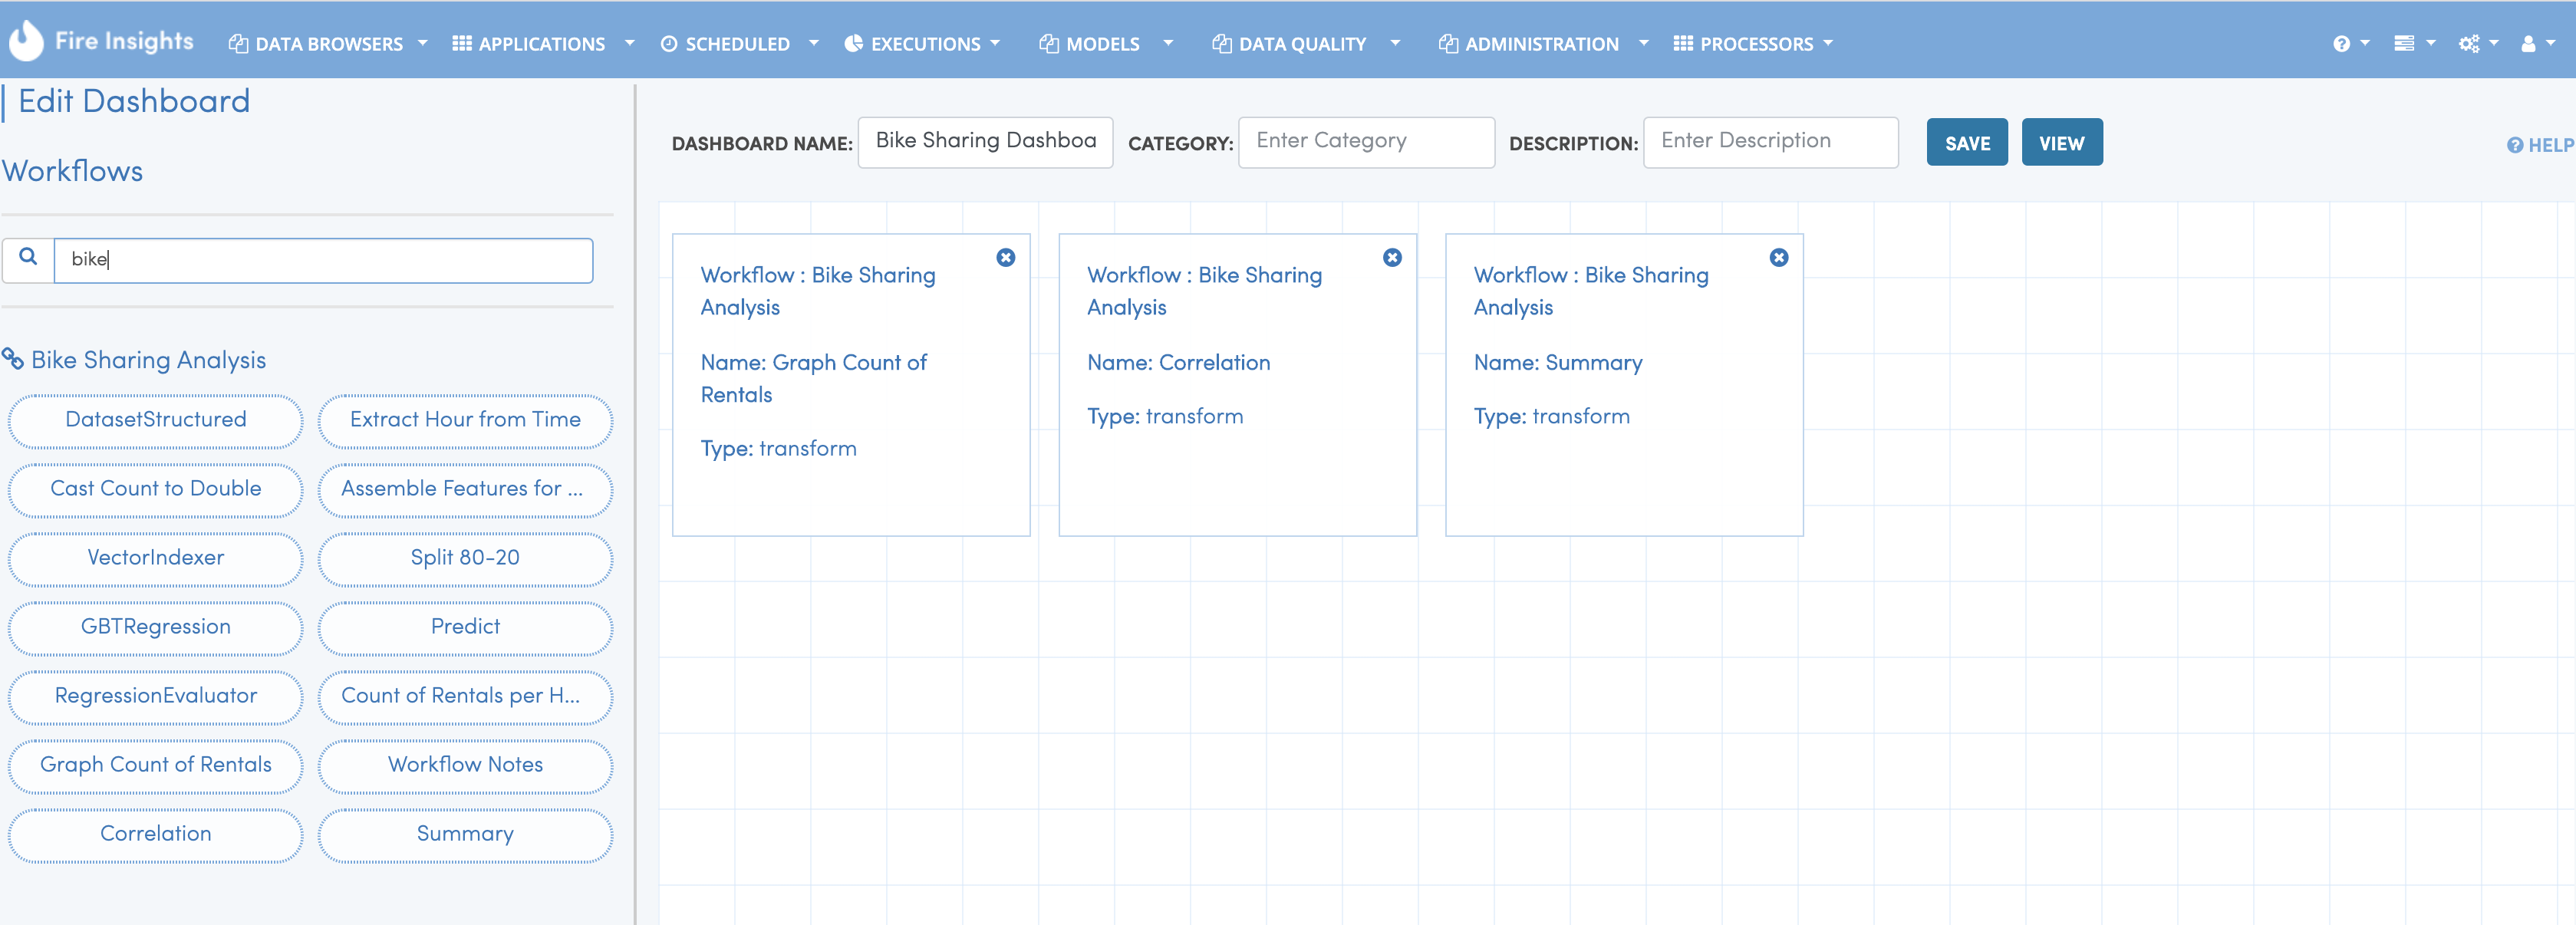 Fire Insights DATA BROWSERS APPLICATIONS SCHEDULED EXECUTIONS MODELS DATA QUALITY ADMINISTRATION PROCESSORS
Edit Dashboard
Workflows
bike
Bike Sharing Analysis
DatasetStructured Extract Hour from Time
Cast Count to Double Assemble Features for ...
VectorIndexer Split 80-20
GBTRegression Predict
RegressionEvaluator Count of Rentals per H...
Graph Count of Rentals Workflow Notes
Correlation Summary
DASHBOARD NAME: Bike Sharing Dashboa CATEGORY: Enter Category DESCRIPTION: Enter Description SAVE VIEW HELP
Workflow : Bike Sharing
Analysis
Name: Graph Count of
Rentals
Type: transform
Workflow : Bike Sharing
Analysis
Name: Correlation
Type: transform
Workflow : Bike Sharing
Analysis
Name: Summary
Type: transform